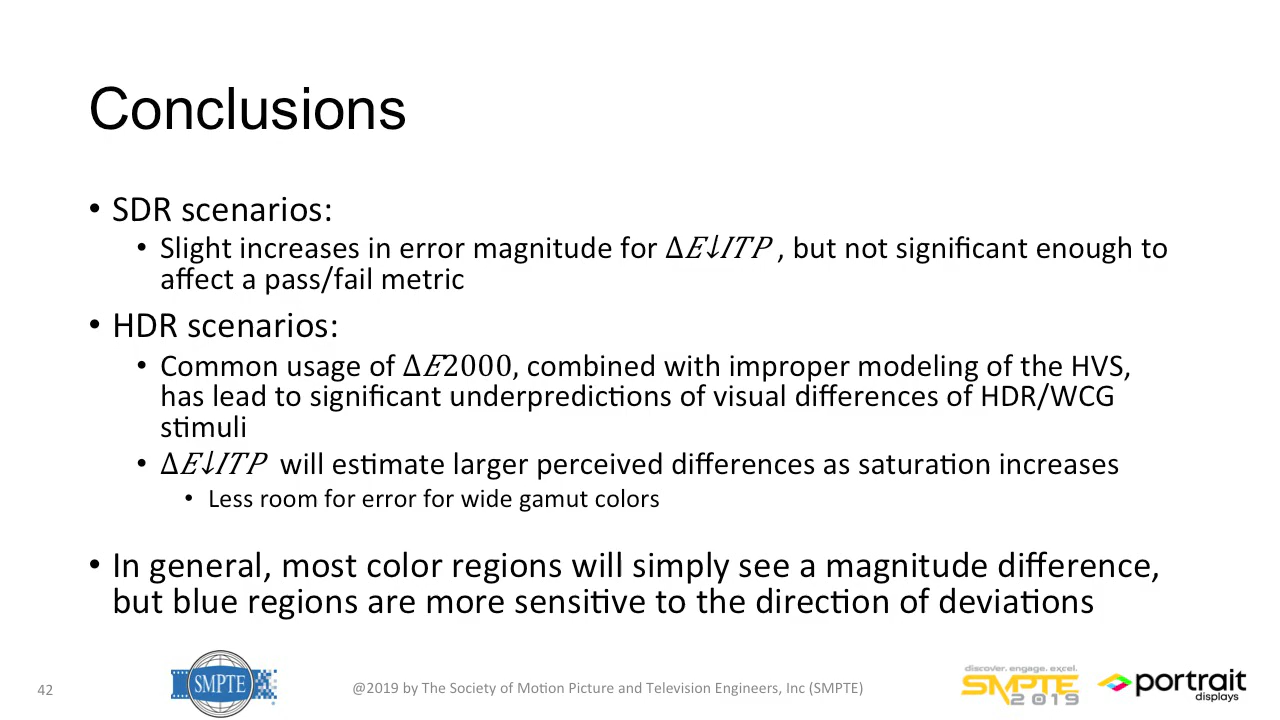 Conclusions
• SDR scenarios:
• Slight increases in error magnitude for Δ𝐸↓𝐼𝑇𝑃 , but not significant enough to
affect a pass/fail metric
• HDR scenarios:
• Common usage of Δ𝐸2000, combined with improper modeling of the HVS,
has lead to significant underpredictions of visual differences of HDR/WCG
stimuli
• Δ𝐸↓𝐼𝑇𝑃 will estimate larger perceived differences as saturation increases
• Less room for error for wide gamut colors
• In general, most color regions will simply see a magnitude difference,
but blue regions are more sensitive to the direction of deviations
42
SMPTE
@2019 by The Society of Motion Picture and Television Engineers, Inc (SMPTE)
discover. engage. excel.
SMPTE
2019
portrait
displays